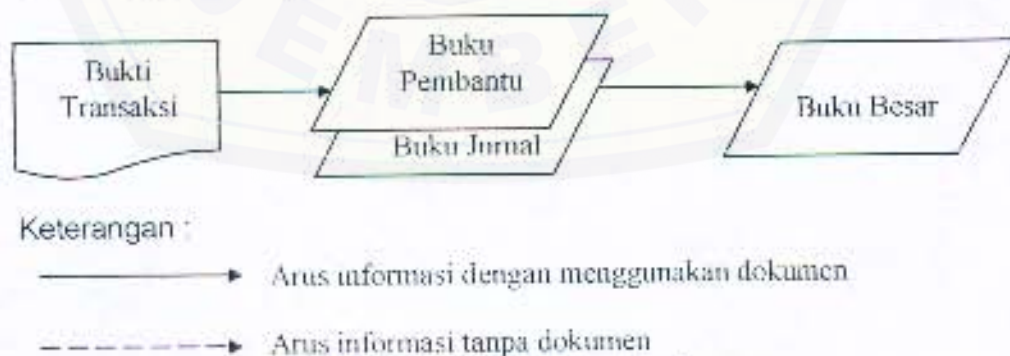 Bukti
Transaksi
Buku
Pembantu
Buku Jurnal
Buku Besar
Keterangan :
Arus informasi dengan menggunakan dokumen
Arus informasi tanpa dokumen